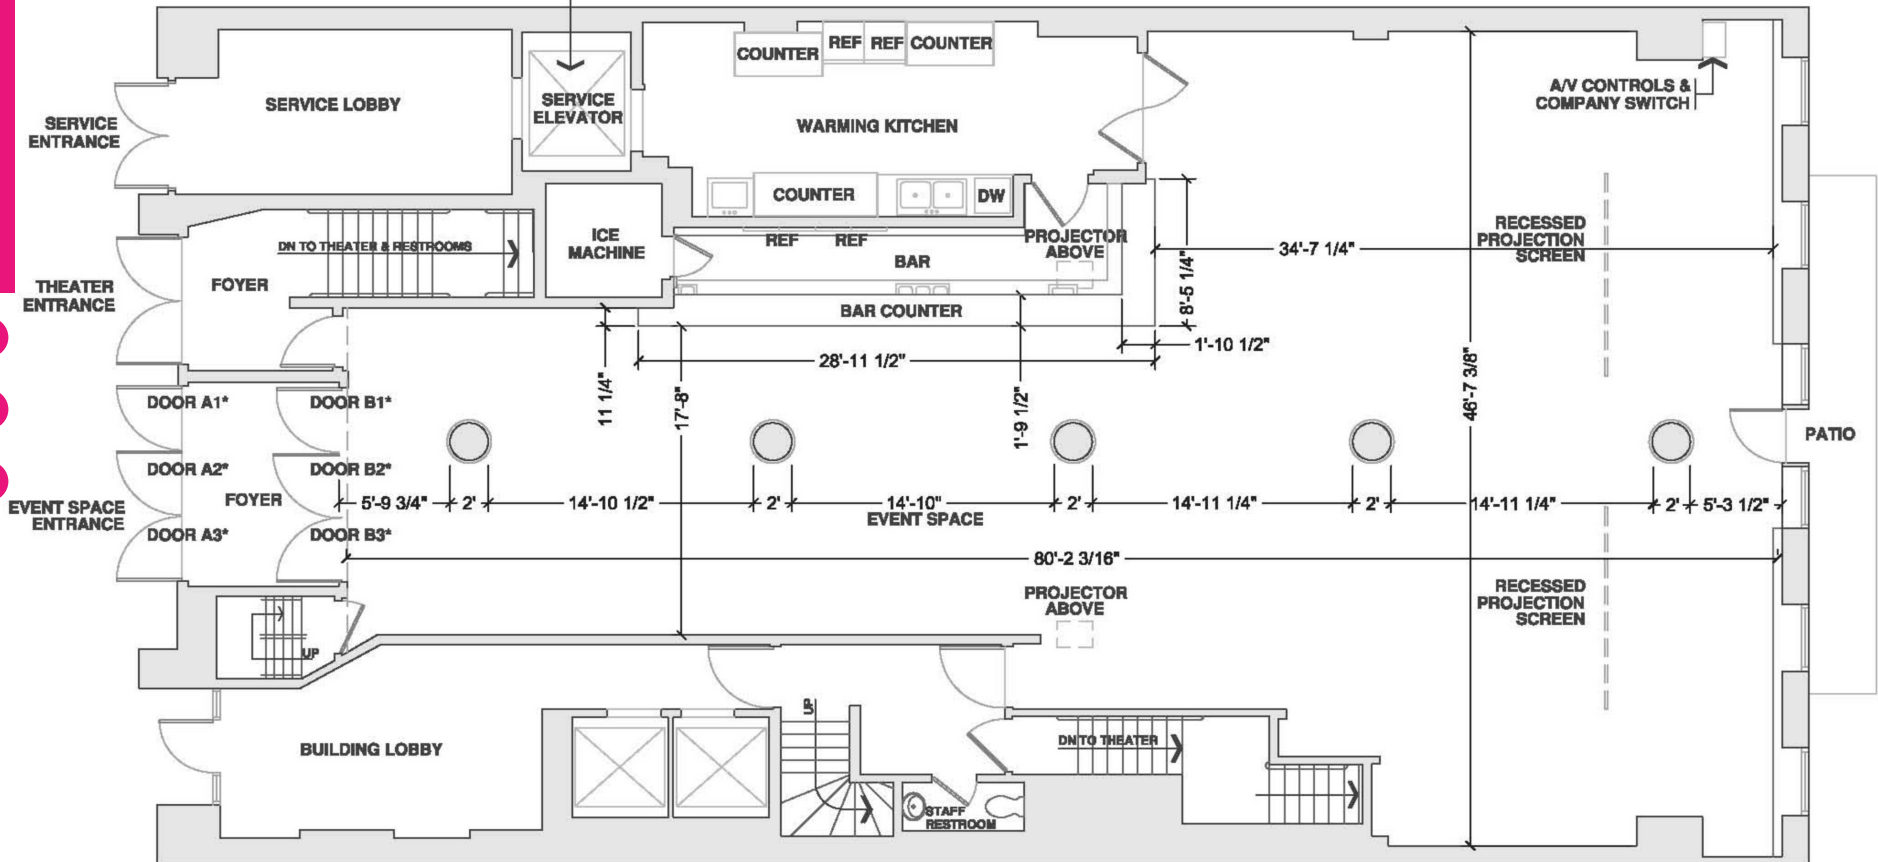 SERVICE LOBBY
SERVICE
ENTRANCE
SERVICE
ELEVATOR
COUNTER
REF
REF
COUNTER
WARMING KITCHEN
COUNTER
DW
A/V CONTROLS &
COMPANY SWITCH
ICE
MACHINE
REF
REF
BAR
PROJECTOR
ABOVE
BAR COUNTER
DN TO THEATER & RESTROOMS
FOYER
THEATER
ENTRANCE
RECESSED
PROJECTION
SCREEN
34'-7 1/4"
8'-5 1/4"
1'-10 1/2"
28'-11 1/2"
11 1/4"
17'-8"
1'-9 1/2"
46'-7 3/8"
DOOR A1*
DOOR B1*
DOOR A2*
DOOR B2*
FOYER
EVENT SPACE
ENTRANCE
DOOR A3*
DOOR B3*
PATIO
5'-9 3/4"
2'
14'-10 1/2"
2'
14'-10"
2'
14'-11 1/4"
2'
14'-11 1/4"
2'
5'-3 1/2"
EVENT SPACE
80'-2 3/16"
PROJECTOR
ABOVE
RECESSED
PROJECTION
SCREEN
UP
BUILDING LOBBY
UP
DN TO THEATER
STAFF
RESTROOM